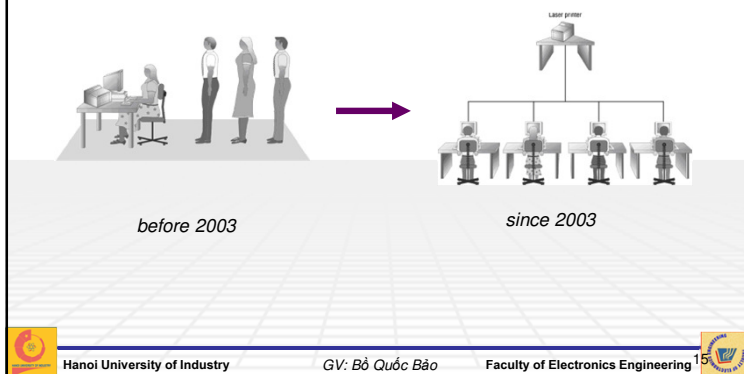 Laser printer
before 2003
since 2003
Hanoi University of Industry
GV: Bồ Quốc Bảo
Faculty of Electronics Engineering
15